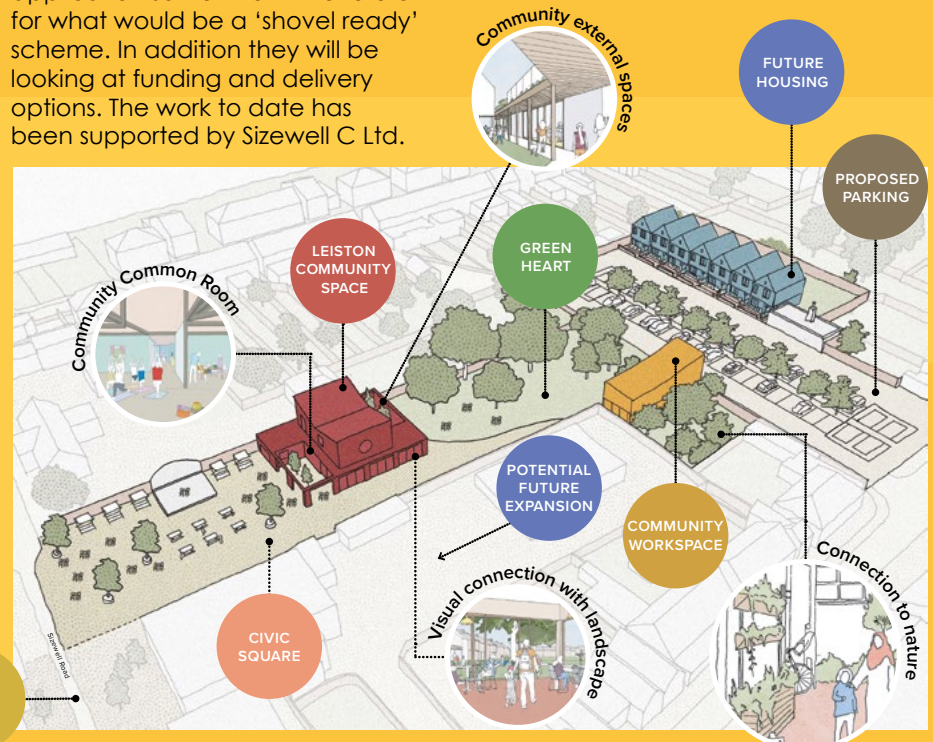 for what would be a ‘shovel ready’
scheme. In addition they will be
looking at funding and delivery
options. The work to date has
been supported by Sizewell C Ltd.
Community external spaces
FUTURE
HOUSING
PROPOSED
PARKING
LEISTON
COMMUNITY
SPACE
GREEN
HEART
Community Common Room
POTENTIAL
FUTURE
EXPANSION
COMMUNITY
WORKSPACE
Connection to nature
Visual connection with landscape
CIVIC
SQUARE
Sizewell Road